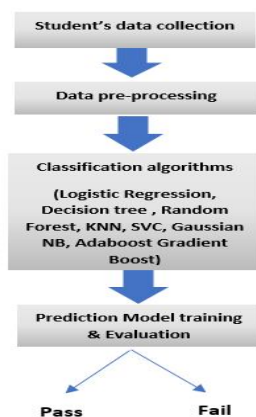 Student's data collection
Data pre-processing
Classification algorithms
(Logistic Regression,
Decision tree , Random
Forest, KNN, SVC, Gaussian
NB, Adaboost Gradient
Boost)
Prediction Model training
& Evaluation
Pass Fail